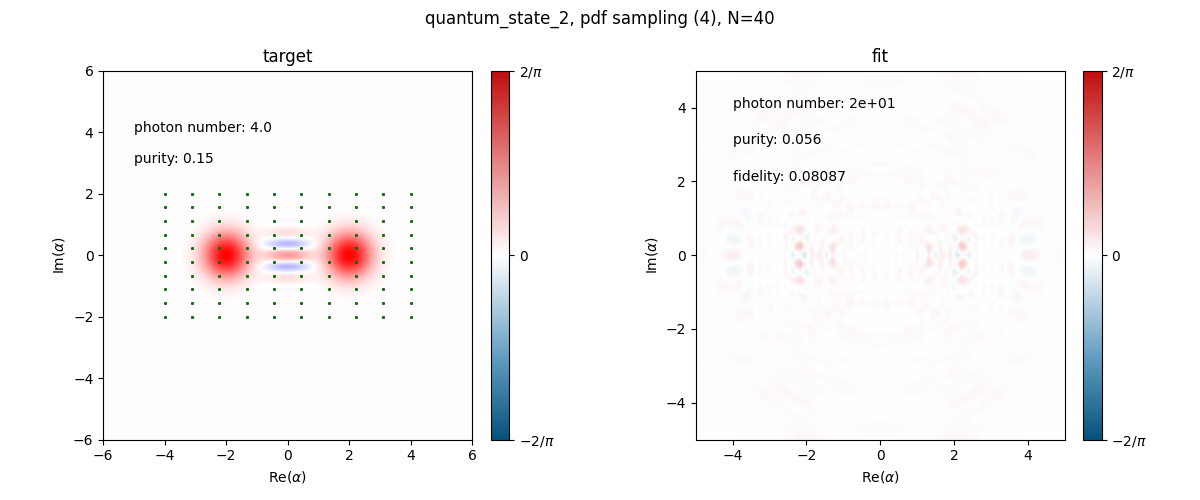 quantum_state_2, pdf sampling (4), N=40
target
6
4
2
0
−2
−4
−6
Im(α)
photon number: 4.0
purity: 0.15
−6
−4
−2
0
2
4
6
Re(α)
2/π
0
−2/π
fit
4
2
0
−2
−4
Im(α)
photon number: 2e+01
purity: 0.056
fidelity: 0.08087
−4
−2
0
2
4
Re(α)
2/π
0
−2/π